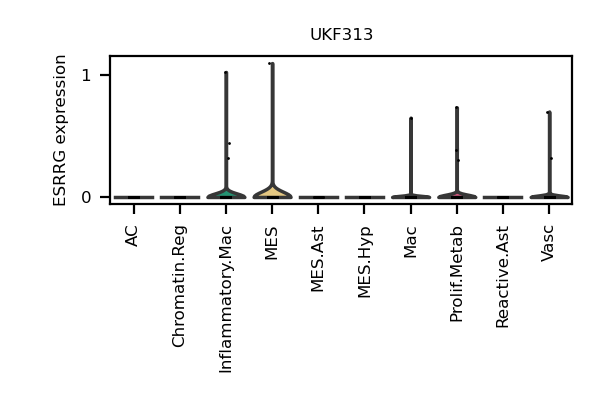 UKF313
ESRRG expression
1
0
AC
Chromatin.Reg
Inflammatory.Mac
MES
MES.Ast
MES.Hyp
Mac
Prolif.Metab
Reactive.Ast
Vasc